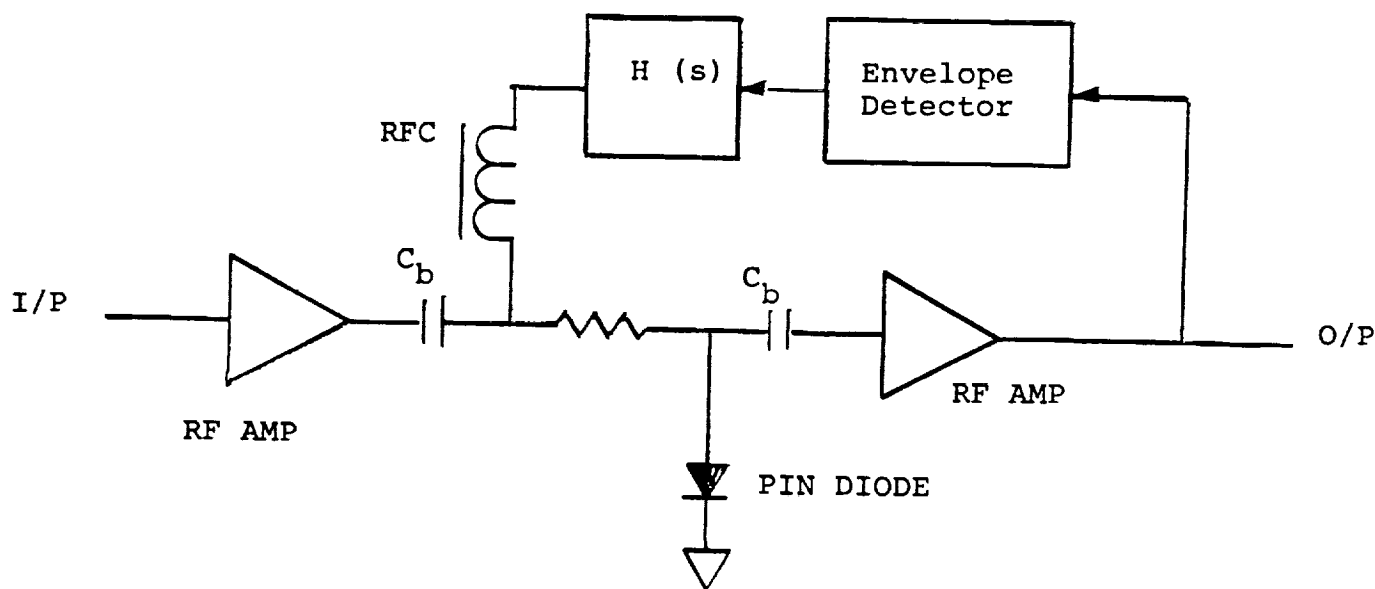 H (s)
Envelope
Detector
RFC
C_b
C_b
I/P
O/P
RF AMP
RF AMP
PIN DIODE